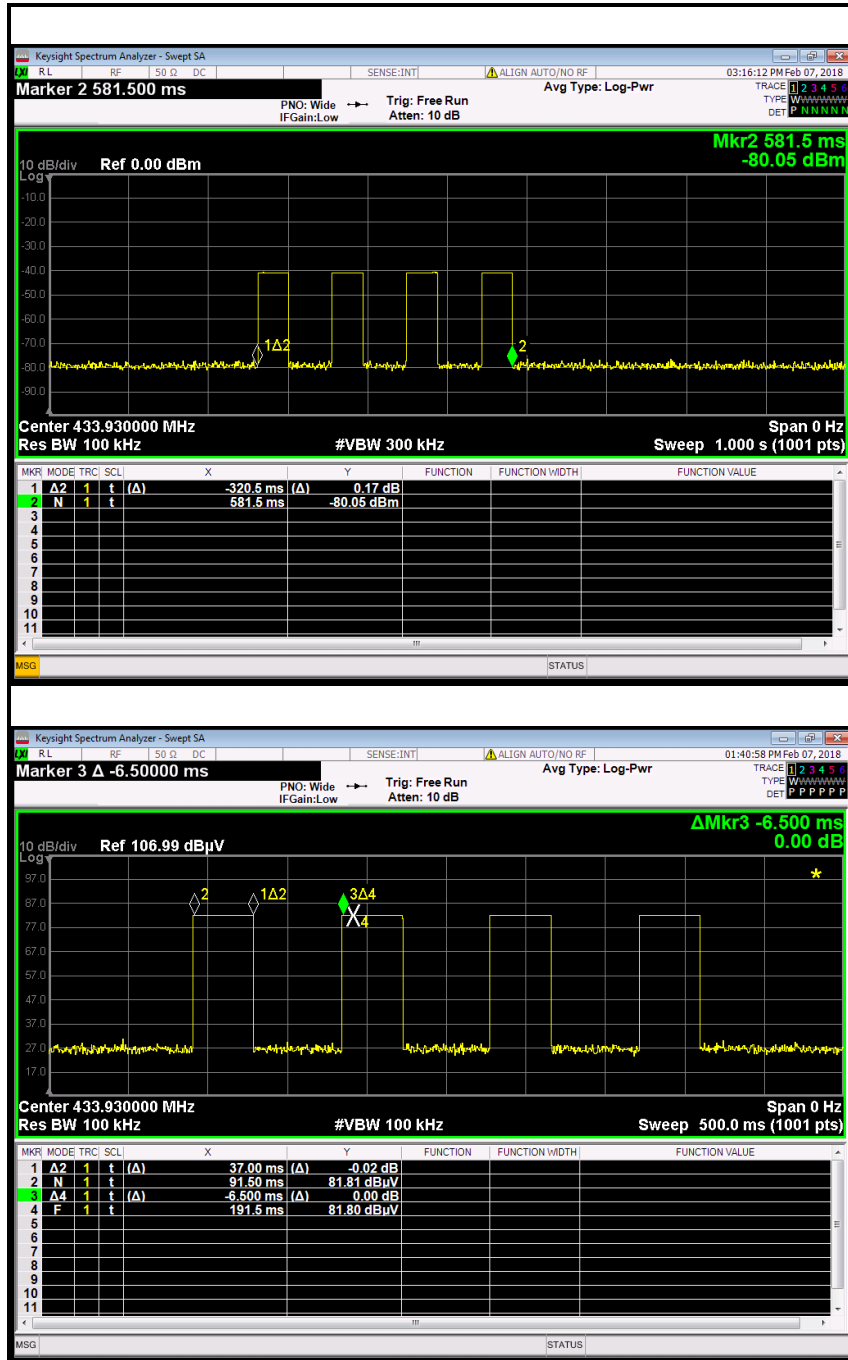 Keysight Spectrum Analyzer - Swept SA
LXI RL RF 50 Ω DC SENSE:INT ALIGN AUTO/NO RF 03:16:12 PM Feb 07, 2018
Marker 2 581.500 ms
PNO: Wide
IFGain:Low
Trig: Free Run
Atten: 10 dB
Avg Type: Log-Pwr
TRACE 1 2 3 4 5 6
TYPE WWWWWWW
DET P N N N N N
Mkr2 581.5 ms
-80.05 dBm
10 dB/div Ref 0.00 dBm
Log
-10.0
-20.0
-30.0
-40.0
-50.0
-60.0
-70.0
-80.0
-90.0
1Δ2
2
Center 433.930000 MHz Span 0 Hz
Res BW 100 kHz #VBW 300 kHz Sweep 1.000 s (1001 pts)
MKR MODE TRC SCL X Y FUNCTION FUNCTION WIDTH FUNCTION VALUE
1 Δ2 1 t (Δ) -320.5 ms (Δ) 0.17 dB
2 N 1 t 581.5 ms -80.05 dBm
3
4
5
6
7
8
9
10
11
MSG STATUS
Keysight Spectrum Analyzer - Swept SA
LXI RL RF 50 Ω DC SENSE:INT ALIGN AUTO/NO RF 01:40:58 PM Feb 07, 2018
Marker 3 Δ -6.50000 ms
PNO: Wide
IFGain:Low
Trig: Free Run
Atten: 10 dB
Avg Type: Log-Pwr
TRACE 1 2 3 4 5 6
TYPE WWWWWWW
DET P P P P P P
ΔMkr3 -6.500 ms
0.00 dB
10 dB/div Ref 106.99 dBµV
Log
97.0
87.0
77.0
67.0
57.0
47.0
37.0
27.0
17.0
2
1Δ2
3Δ4
4
*
Center 433.930000 MHz Span 0 Hz
Res BW 100 kHz #VBW 100 kHz Sweep 500.0 ms (1001 pts)
MKR MODE TRC SCL X Y FUNCTION FUNCTION WIDTH FUNCTION VALUE
1 Δ2 1 t (Δ) 37.00 ms (Δ) -0.02 dB
2 N 1 t 91.50 ms 81.81 dBµV
3 Δ4 1 t (Δ) -6.500 ms (Δ) 0.00 dB
4 F 1 t 191.5 ms 81.80 dBµV
5
6
7
8
9
10
11
MSG STATUS